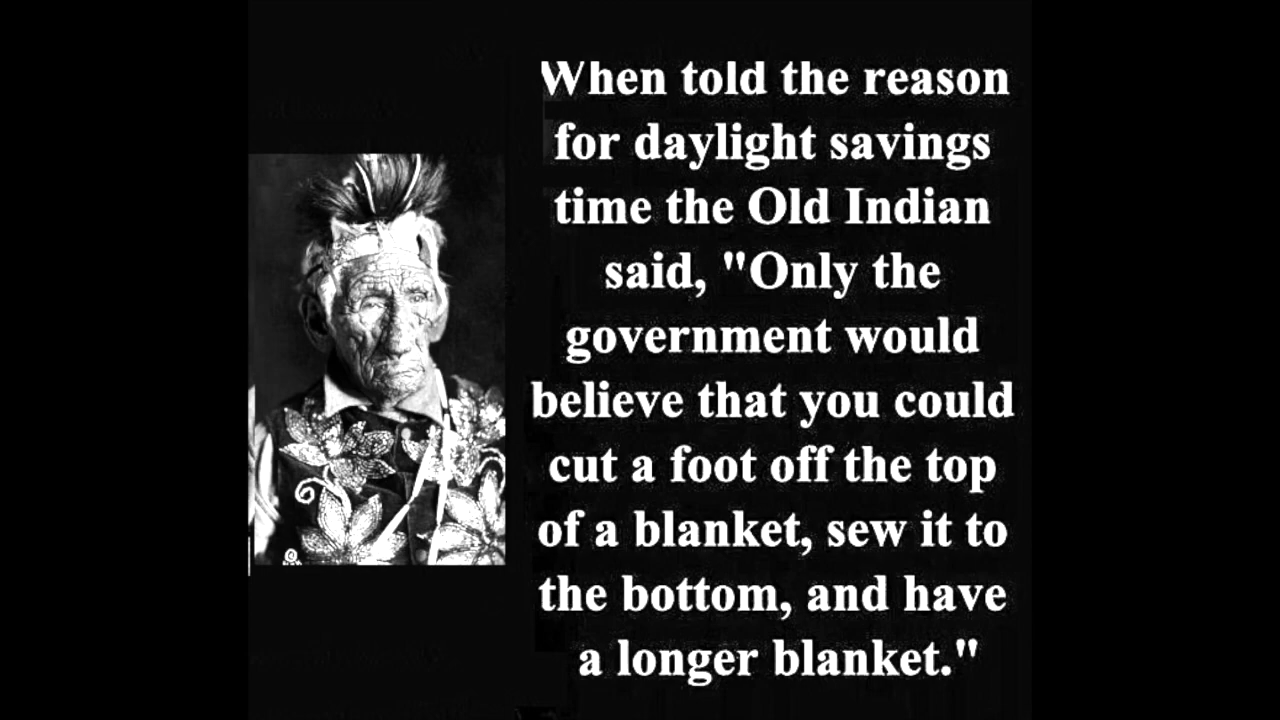 When told the reason
for daylight savings
time the Old Indian
said, "Only the
government would
believe that you could
cut a foot off the top
of a blanket, sew it to
the bottom, and have
a longer blanket."